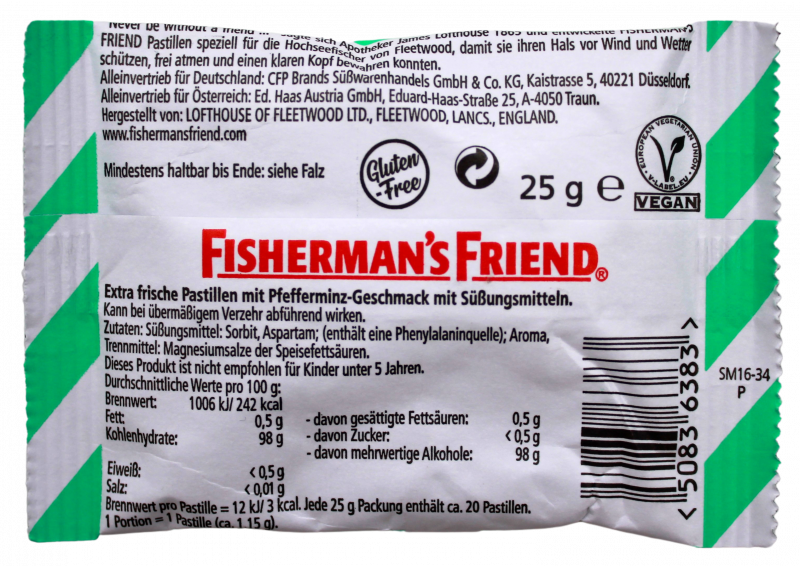 Never be without a friend ... sagte sich Apotheker James Lofthouse 1865 und entwickelte FISHERMAN'S
FRIEND Pastillen speziell für die Hochseefischer von Fleetwood, damit sie ihren Hals vor Wind und Wetter
schützen, frei atmen und einen klaren Kopf bewahren konnten.
Alleinvertrieb für Deutschland: CFP Brands Süßwarenhandels GmbH & Co. KG, Kaistrasse 5, 40221 Düsseldorf.
Alleinvertrieb für Österreich: Ed. Haas Austria GmbH, Eduard-Haas-Straße 25, A-4050 Traun.
Hergestellt von: LOFTHOUSE OF FLEETWOOD LTD., FLEETWOOD, LANCS., ENGLAND.
www.fishermansfriend.com
Mindestens haltbar bis Ende: siehe Falz
Gluten
-Free
25 g e
EUROPEAN VEGETARIAN UNION
V-LABEL.EU
VEGAN
FISHERMAN'S FRIEND®
Extra frische Pastillen mit Pfefferminz-Geschmack mit Süßungsmitteln.
Kann bei übermäßigem Verzehr abführend wirken.
Zutaten: Süßungsmittel: Sorbit, Aspartam; (enthält eine Phenylalaninquelle); Aroma,
Trennmittel: Magnesiumsalze der Speisefettsäuren.
Dieses Produkt ist nicht empfohlen für Kinder unter 5 Jahren.
Durchschnittliche Werte pro 100 g:
Brennwert: 1006 kJ/ 242 kcal
Fett: 0,5 g - davon gesättigte Fettsäuren: 0,5 g
Kohlenhydrate: 98 g - davon Zucker: < 0,5 g
- davon mehrwertige Alkohole: 98 g
Eiweiß: < 0,5 g
Salz: < 0,01 g
Brennwert pro Pastille = 12 kJ/ 3 kcal. Jede 25 g Packung enthält ca. 20 Pastillen.
1 Portion = 1 Pastille (ca. 1,15 g).
< 5083 6383 >
SM16-34
P